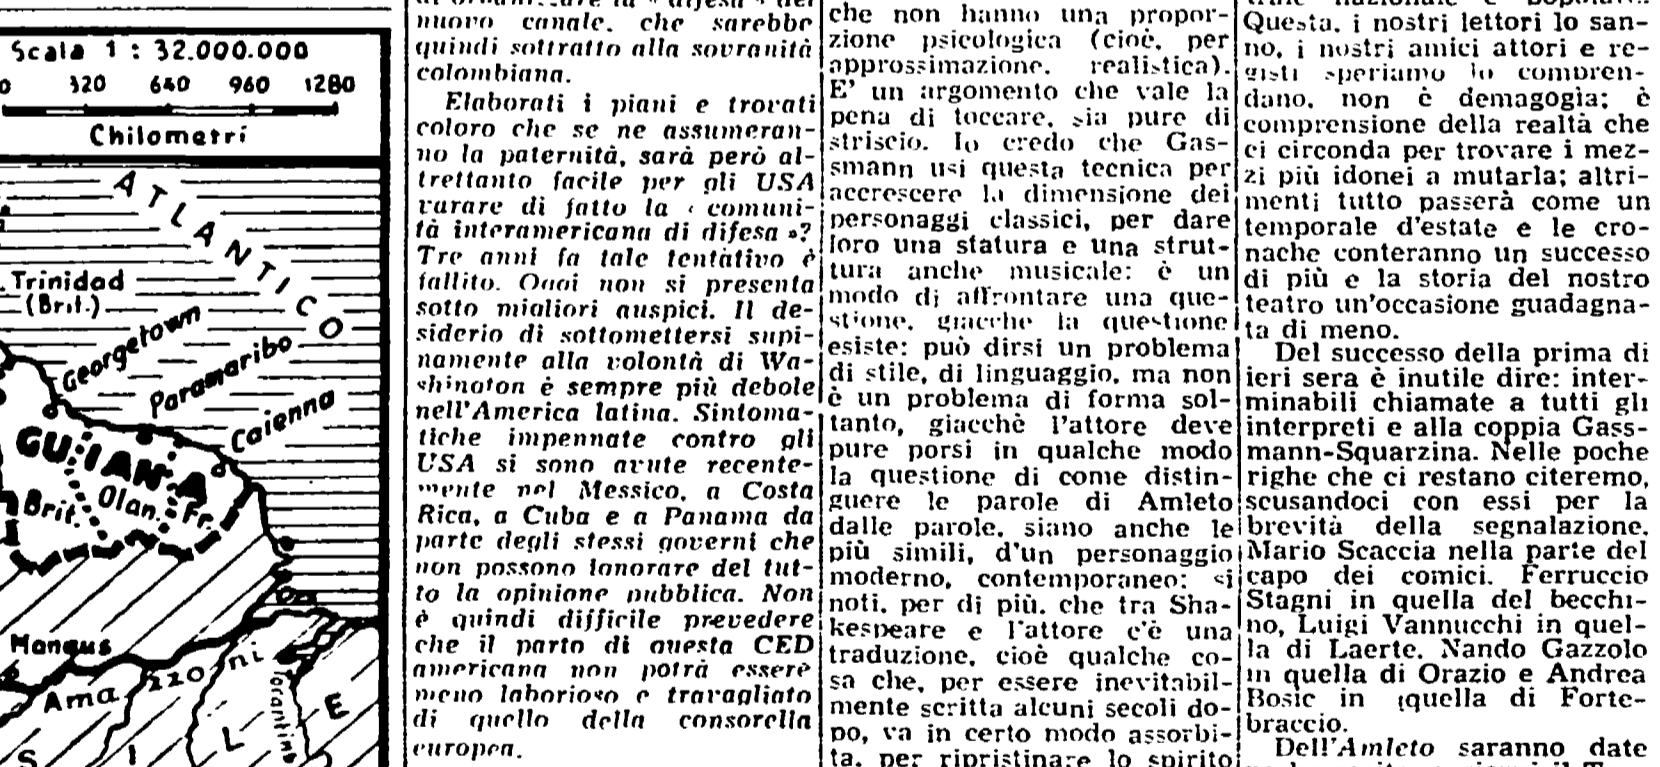 Scala 1 : 32.000.000
0 320 640 960 1280
Chilometri
ATLANTICO
Trinidad
(Brit.)
Georgetown
Paramaribo
Caienna
GUIANA
Brit.
Olan.
Fr.
Manaus
Amazzoni
Tocantins
S I L E
nuovo canale, che sarebbe
quindi sottratto alla sovranità
colombiana.
Elaborati i piani e trovati
coloro che se ne assumeran-
no la paternità, sarà però al-
trettanto facile per gli USA
varare di fatto la « comuni-
tà interamericana di difesa »?
Tre anni fa tale tentativo è
fallito. Oggi non si presenta
sotto migliori auspici. Il de-
siderio di sottomettersi supi-
namente alla volontà di Wa-
shington è sempre più debole
nell'America latina. Sintoma-
tiche impennate contro gli
USA si sono avute recente-
mente nel Messico, a Costa
Rica, a Cuba e a Panama da
parte degli stessi governi che
non possono ignorare del tut-
to la opinione pubblica. Non
è quindi difficile prevedere
che il parto di questa CED
americana non potrà essere
meno laborioso e travagliato
di quello della consorella
europea.
che non hanno una propor-
zione psicologica (cioè, per
approssimazione, realistica).
E' un argomento che vale la
pena di toccare, sia pure di
striscio. Io credo che Gas-
smann usi questa tecnica per
accrescere la dimensione dei
personaggi classici, per dare
loro una statura e una strut-
tura anche musicale: è un
modo di affrontare una que-
stione, giacche la questione
esiste: può dirsi un problema
di stile, di linguaggio, ma non
è un problema di forma sol-
tanto, giacchè l'attore deve
pure porsi in qualche modo
la questione di come distin-
guere le parole di Amleto
dalle parole, siano anche le
più simili, d'un personaggio
moderno, contemporaneo: si
noti, per di più, che tra Sha-
kespeare e l'attore c'è una
traduzione, cioè qualche co-
sa che, per essere inevitabil-
mente scritta alcuni secoli do-
po, va in certo modo assorbi-
ta, per ripristinare lo spirito
Questa, i nostri lettori lo san-
no, i nostri amici attori e re-
gisti speriamo lo compren-
dano, non è demagogia; è
comprensione della realtà che
ci circonda per trovare i mez-
zi più idonei a mutarla; altri-
menti tutto passerà come un
temporale d'estate e le cro-
nache conteranno un successo
di più e la storia del nostro
teatro un'occasione guadagna-
ta di meno.
Del successo della prima di
ieri sera è inutile dire: inter-
minabili chiamate a tutti gli
interpreti e alla coppia Gass-
mann-Squarzina. Nelle poche
righe che ci restano citeremo,
scusandoci con essi per la
brevità della segnalazione,
Mario Scaccia nella parte del
capo dei comici. Ferruccio
Stagni in quella del becchi-
no, Luigi Vannucchi in quel-
la di Laerte. Nando Gazzolo
in quella di Orazio e Andrea
Bosic in quella di Forte-
braccio.
Dell'Amleto saranno date